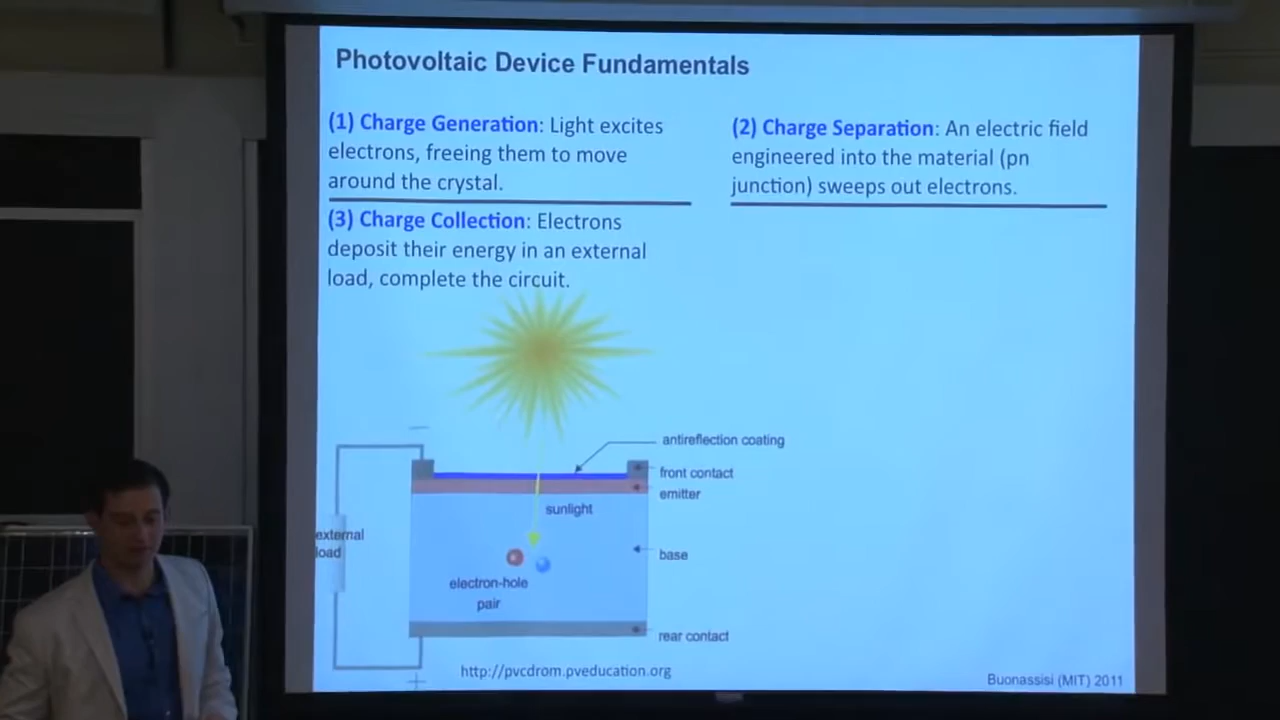 Photovoltaic Device Fundamentals
(1) Charge Generation: Light excites
electrons, freeing them to move
around the crystal.
(2) Charge Separation: An electric field
engineered into the material (pn
junction) sweeps out electrons.
(3) Charge Collection: Electrons
deposit their energy in an external
load, complete the circuit.
antireflection coating
front contact
emitter
sunlight
external
load
base
electron-hole
pair
rear contact
http://pvcdrom.pveducation.org
Buonassisi (MIT) 2011